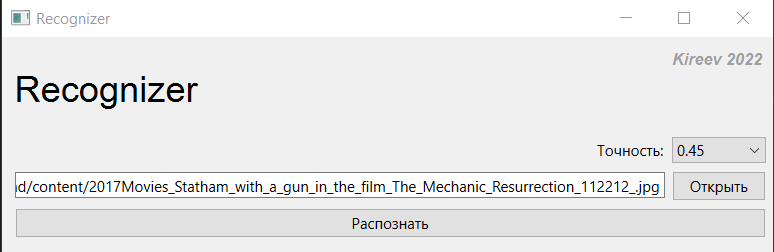 Recognizer
Kireev 2022
Recognizer
Точность: 0.45
d/content/2017Movies_Statham_with_a_gun_in_the_film_The_Mechanic_Resurrection_112212_.jpg Открыть
Распознать